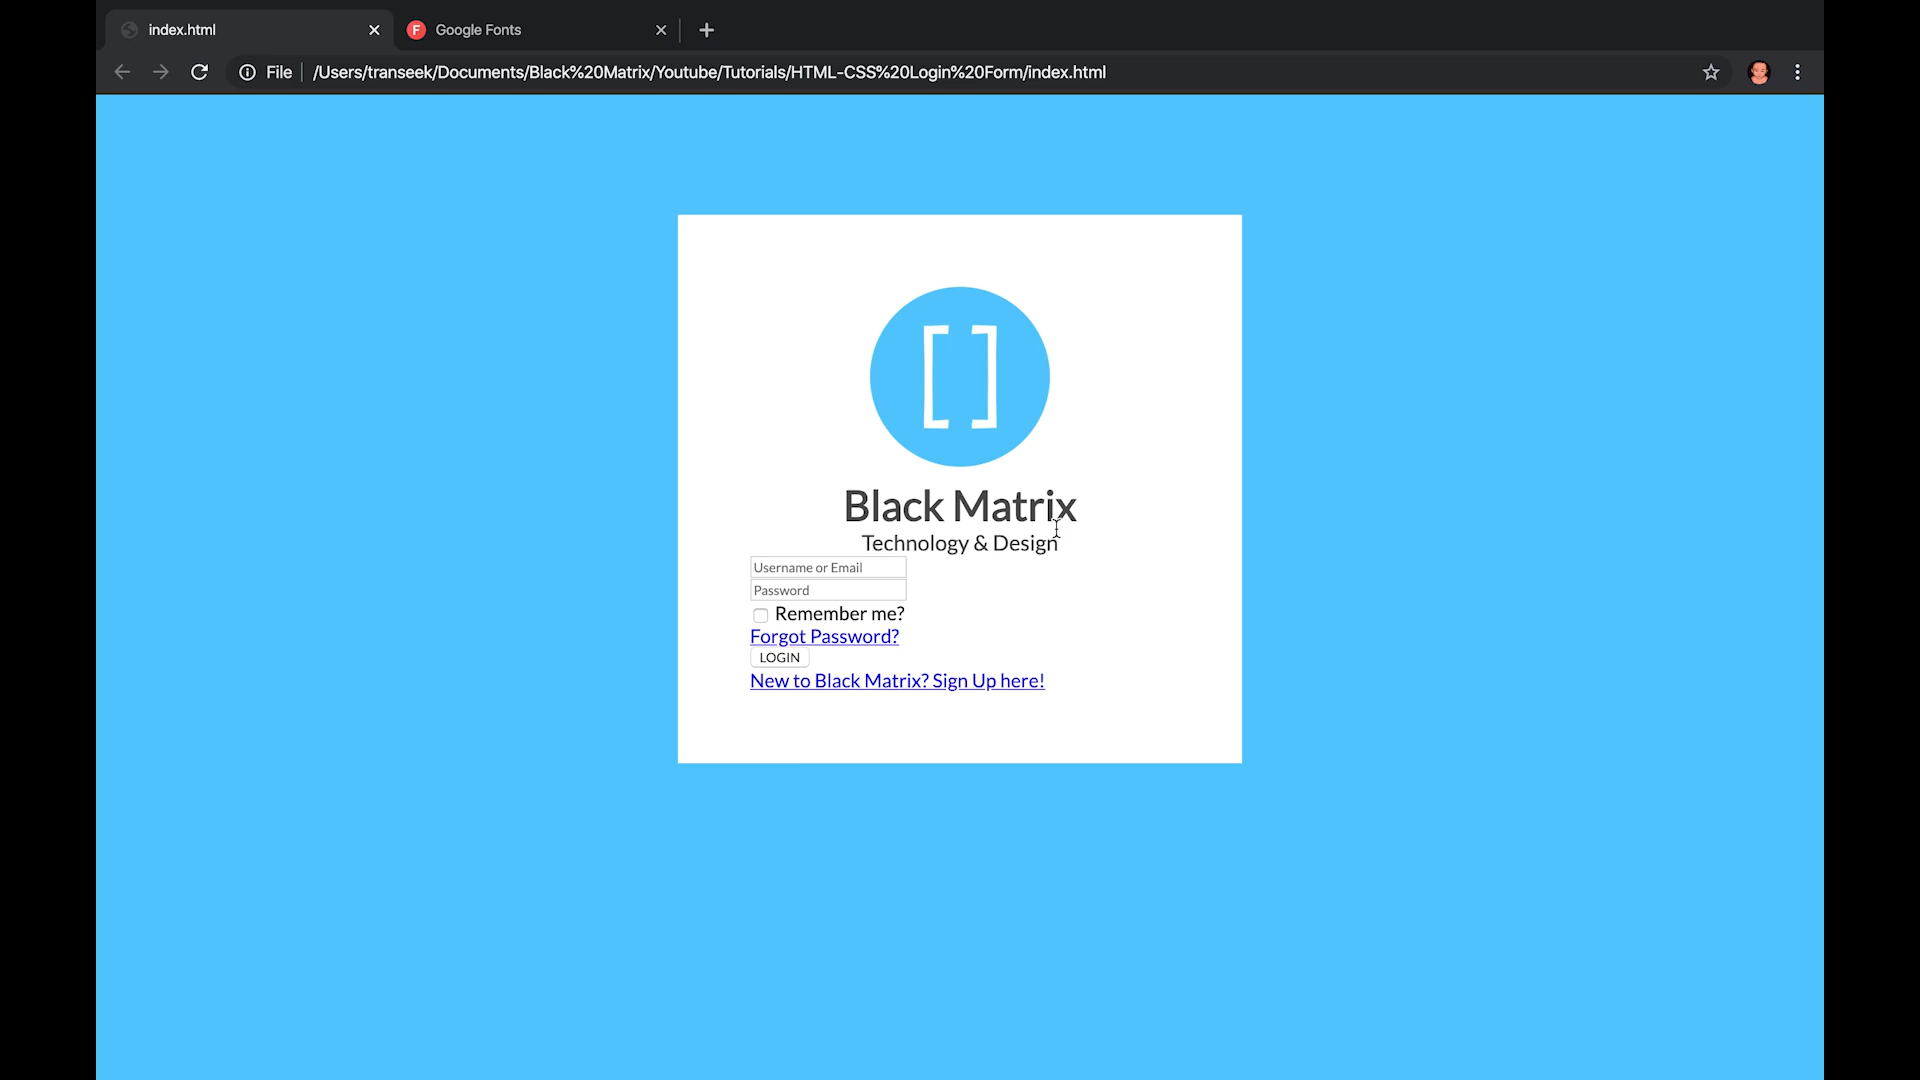 index.html
Google Fonts
File /Users/transeek/Documents/Black%20Matrix/Youtube/Tutorials/HTML-CSS%20Login%20Form/index.html
[ ]
Black Matrix
Technology & Design
Username or Email
Password
Remember me?
Forgot Password?
LOGIN
New to Black Matrix? Sign Up here!